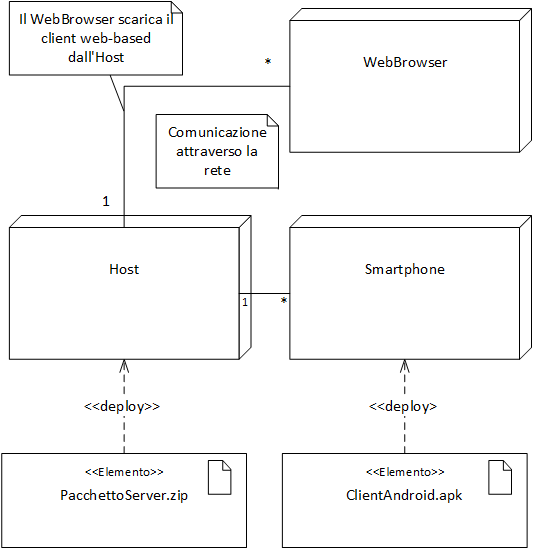 Il WebBrowser scarica il
client web-based
dall'Host
*
WebBrowser
Comunicazione
attraverso la
rete
1
Host
Smartphone
1
*
<<deploy>>
<<deploy>
<<Elemento>>
PacchettoServer.zip
<<Elemento>>
ClientAndroid.apk